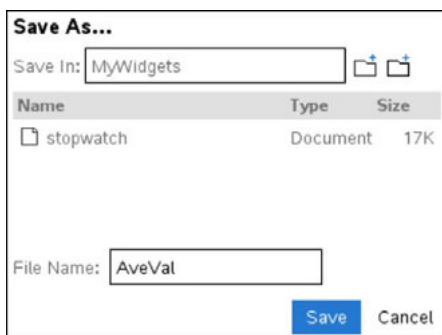 Save As...
Save In: MyWidgets
Name Type Size
stopwatch Document 17K
File Name: AveVal
Save Cancel